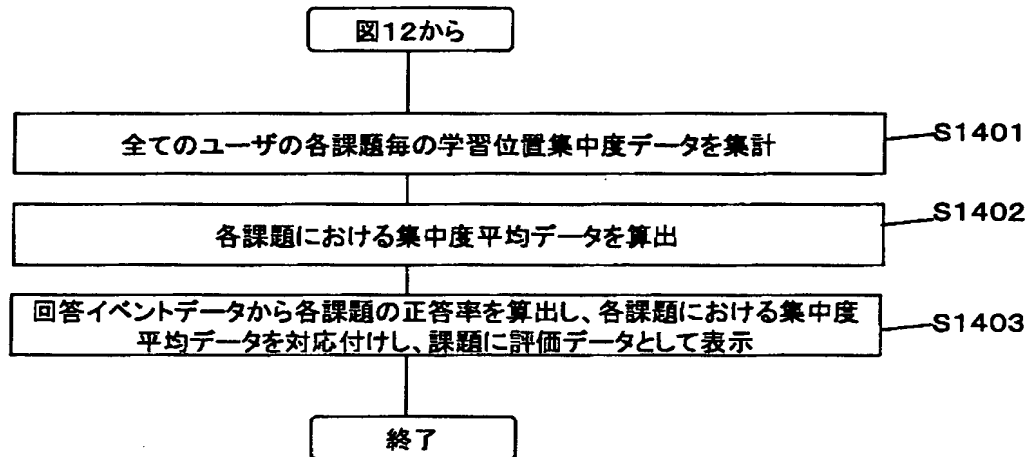 図12から
全てのユーザの各課題毎の学習位置集中度データを集計
S1401
各課題における集中度平均データを算出
S1402
回答イベントデータから各課題の正答率を算出し、各課題における集中度
平均データを対応付けし、課題に評価データとして表示
S1403
終了